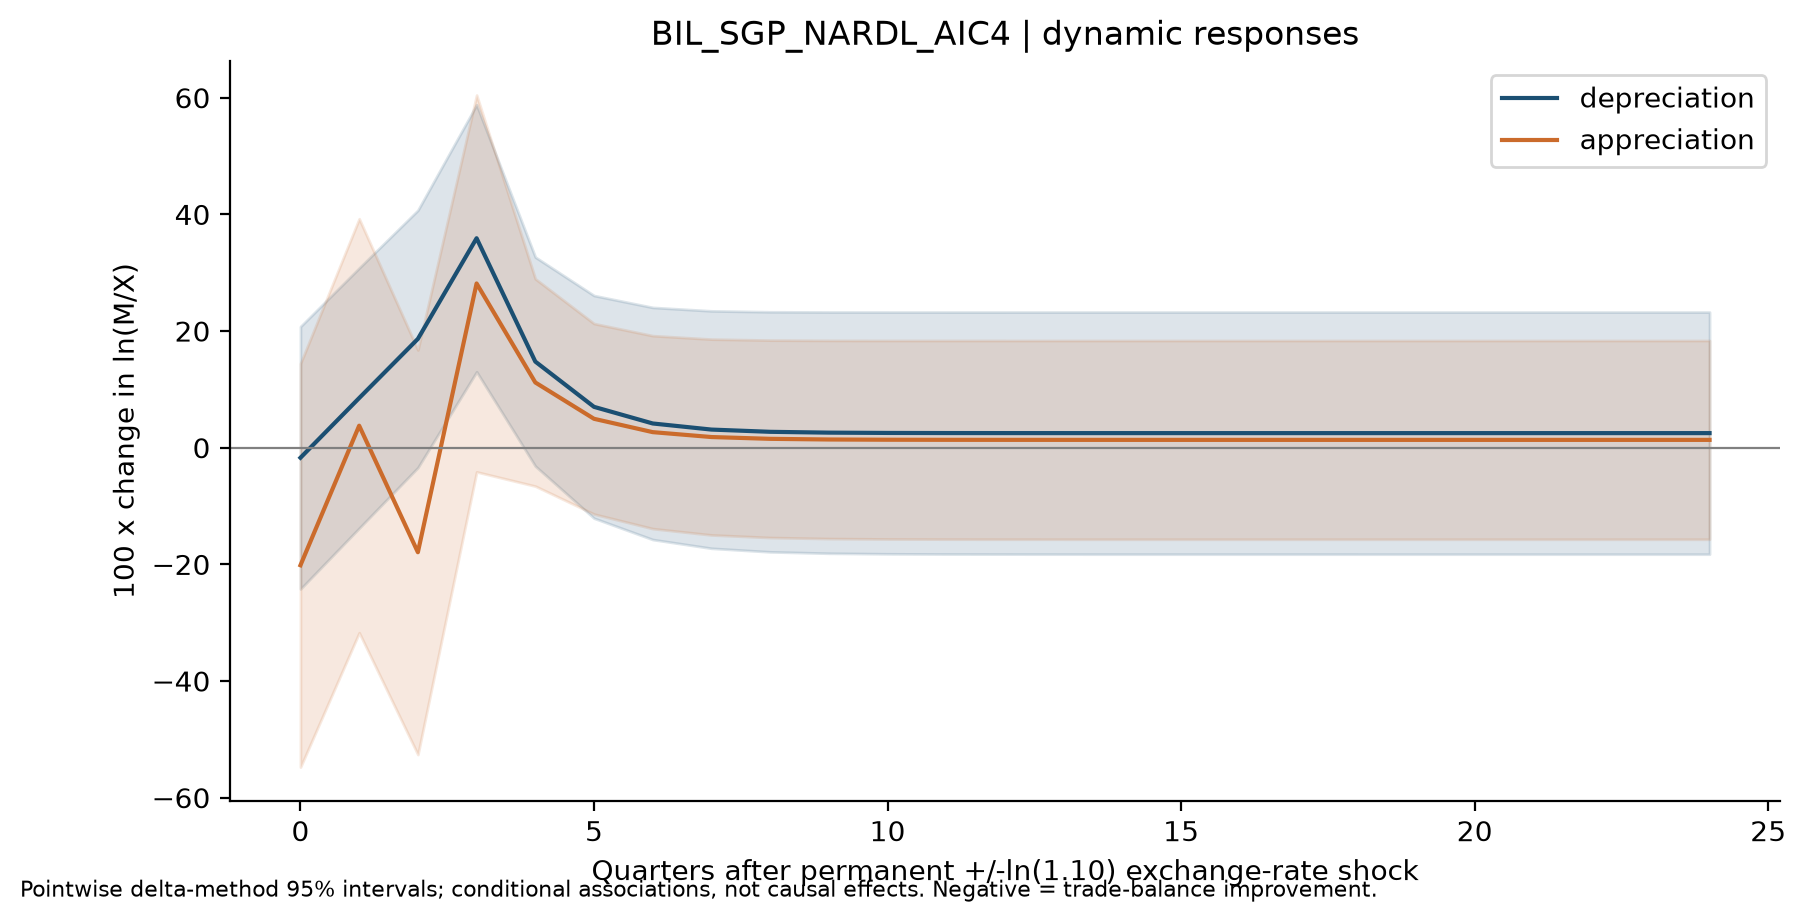 BIL_SGP_NARDL_AIC4 | dynamic responses
depreciation
appreciation
100 x change in ln(M/X)
60
40
20
0
−20
−40
−60
0 5 10 15 20 25
Quarters after permanent +/-ln(1.10) exchange-rate shock
Pointwise delta-method 95% intervals; conditional associations, not causal effects. Negative = trade-balance improvement.